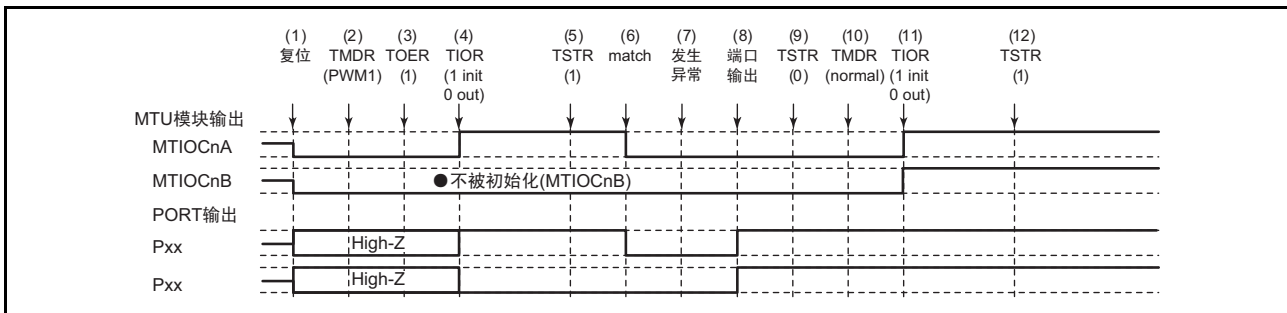 (1) (2) (3) (4) (5) (6) (7) (8) (9) (10) (11) (12)
复位 TMDR TOER TIOR TSTR match 发生 端口 TSTR TMDR TIOR TSTR
(PWM1) (1) (1 init (1) 异常 输出 (0) (normal) (1 init (1)
0 out) 0 out)
MTU模块输出
MTIOCnA
MTIOCnB ●不被初始化(MTIOCnB)
PORT输出
Pxx High-Z
Pxx High-Z